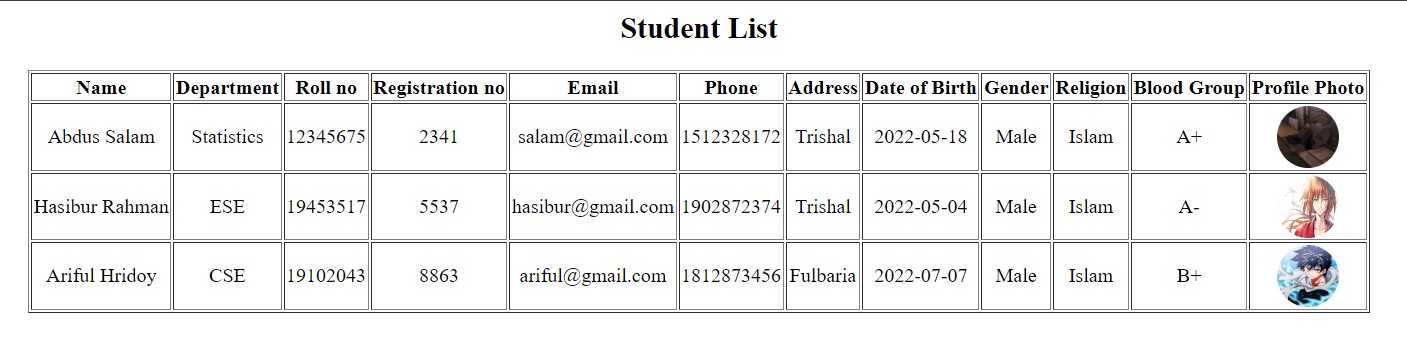 Student List
Name Department Roll no Registration no Email Phone Address Date of Birth Gender Religion Blood Group Profile Photo
Abdus Salam Statistics 12345675 2341 salam@gmail.com 1512328172 Trishal 2022-05-18 Male Islam A+
Hasibur Rahman ESE 19453517 5537 hasibur@gmail.com 1902872374 Trishal 2022-05-04 Male Islam A-
Ariful Hridoy CSE 19102043 8863 ariful@gmail.com 1812873456 Fulbaria 2022-07-07 Male Islam B+